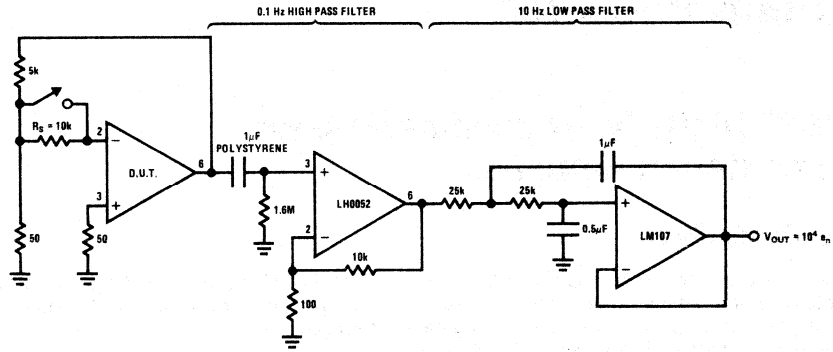 0.1 Hz HIGH PASS FILTER
10 Hz LOW PASS FILTER
5k
RS = 10k
2
−
D.U.T.
3
+
6
50
50
1μF
POLYSTYRENE
1.6M
3
+
LH0052
2
−
6
10k
100
25k
25k
1μF
0.5μF
+
LM107
−
VOUT = 10⁴ en